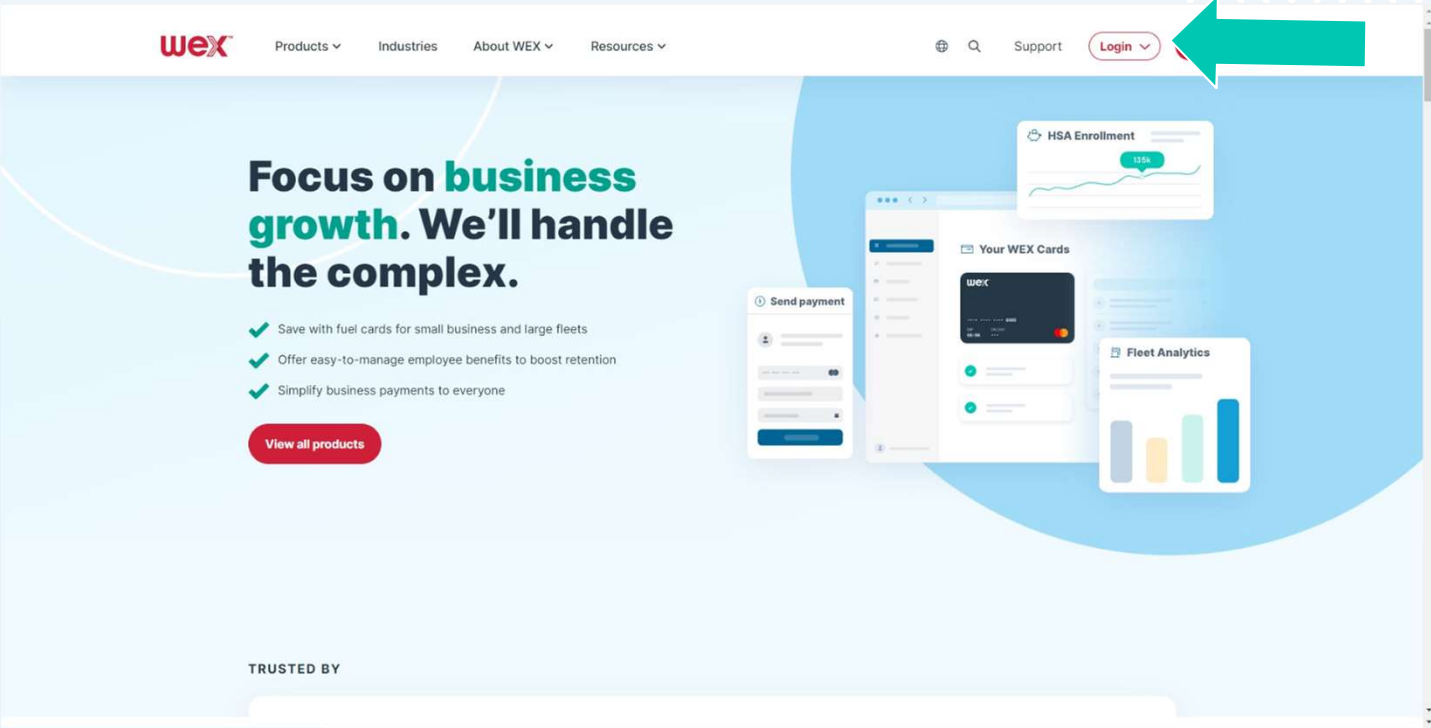 wex™
Products
Industries
About WEX
Resources
Support
Login
Focus on business
growth. We'll handle
the complex.
Save with fuel cards for small business and large fleets
Offer easy-to-manage employee benefits to boost retention
Simplify business payments to everyone
View all products
HSA Enrollment
135k
Your WEX Cards
wex
Send payment
Fleet Analytics
TRUSTED BY